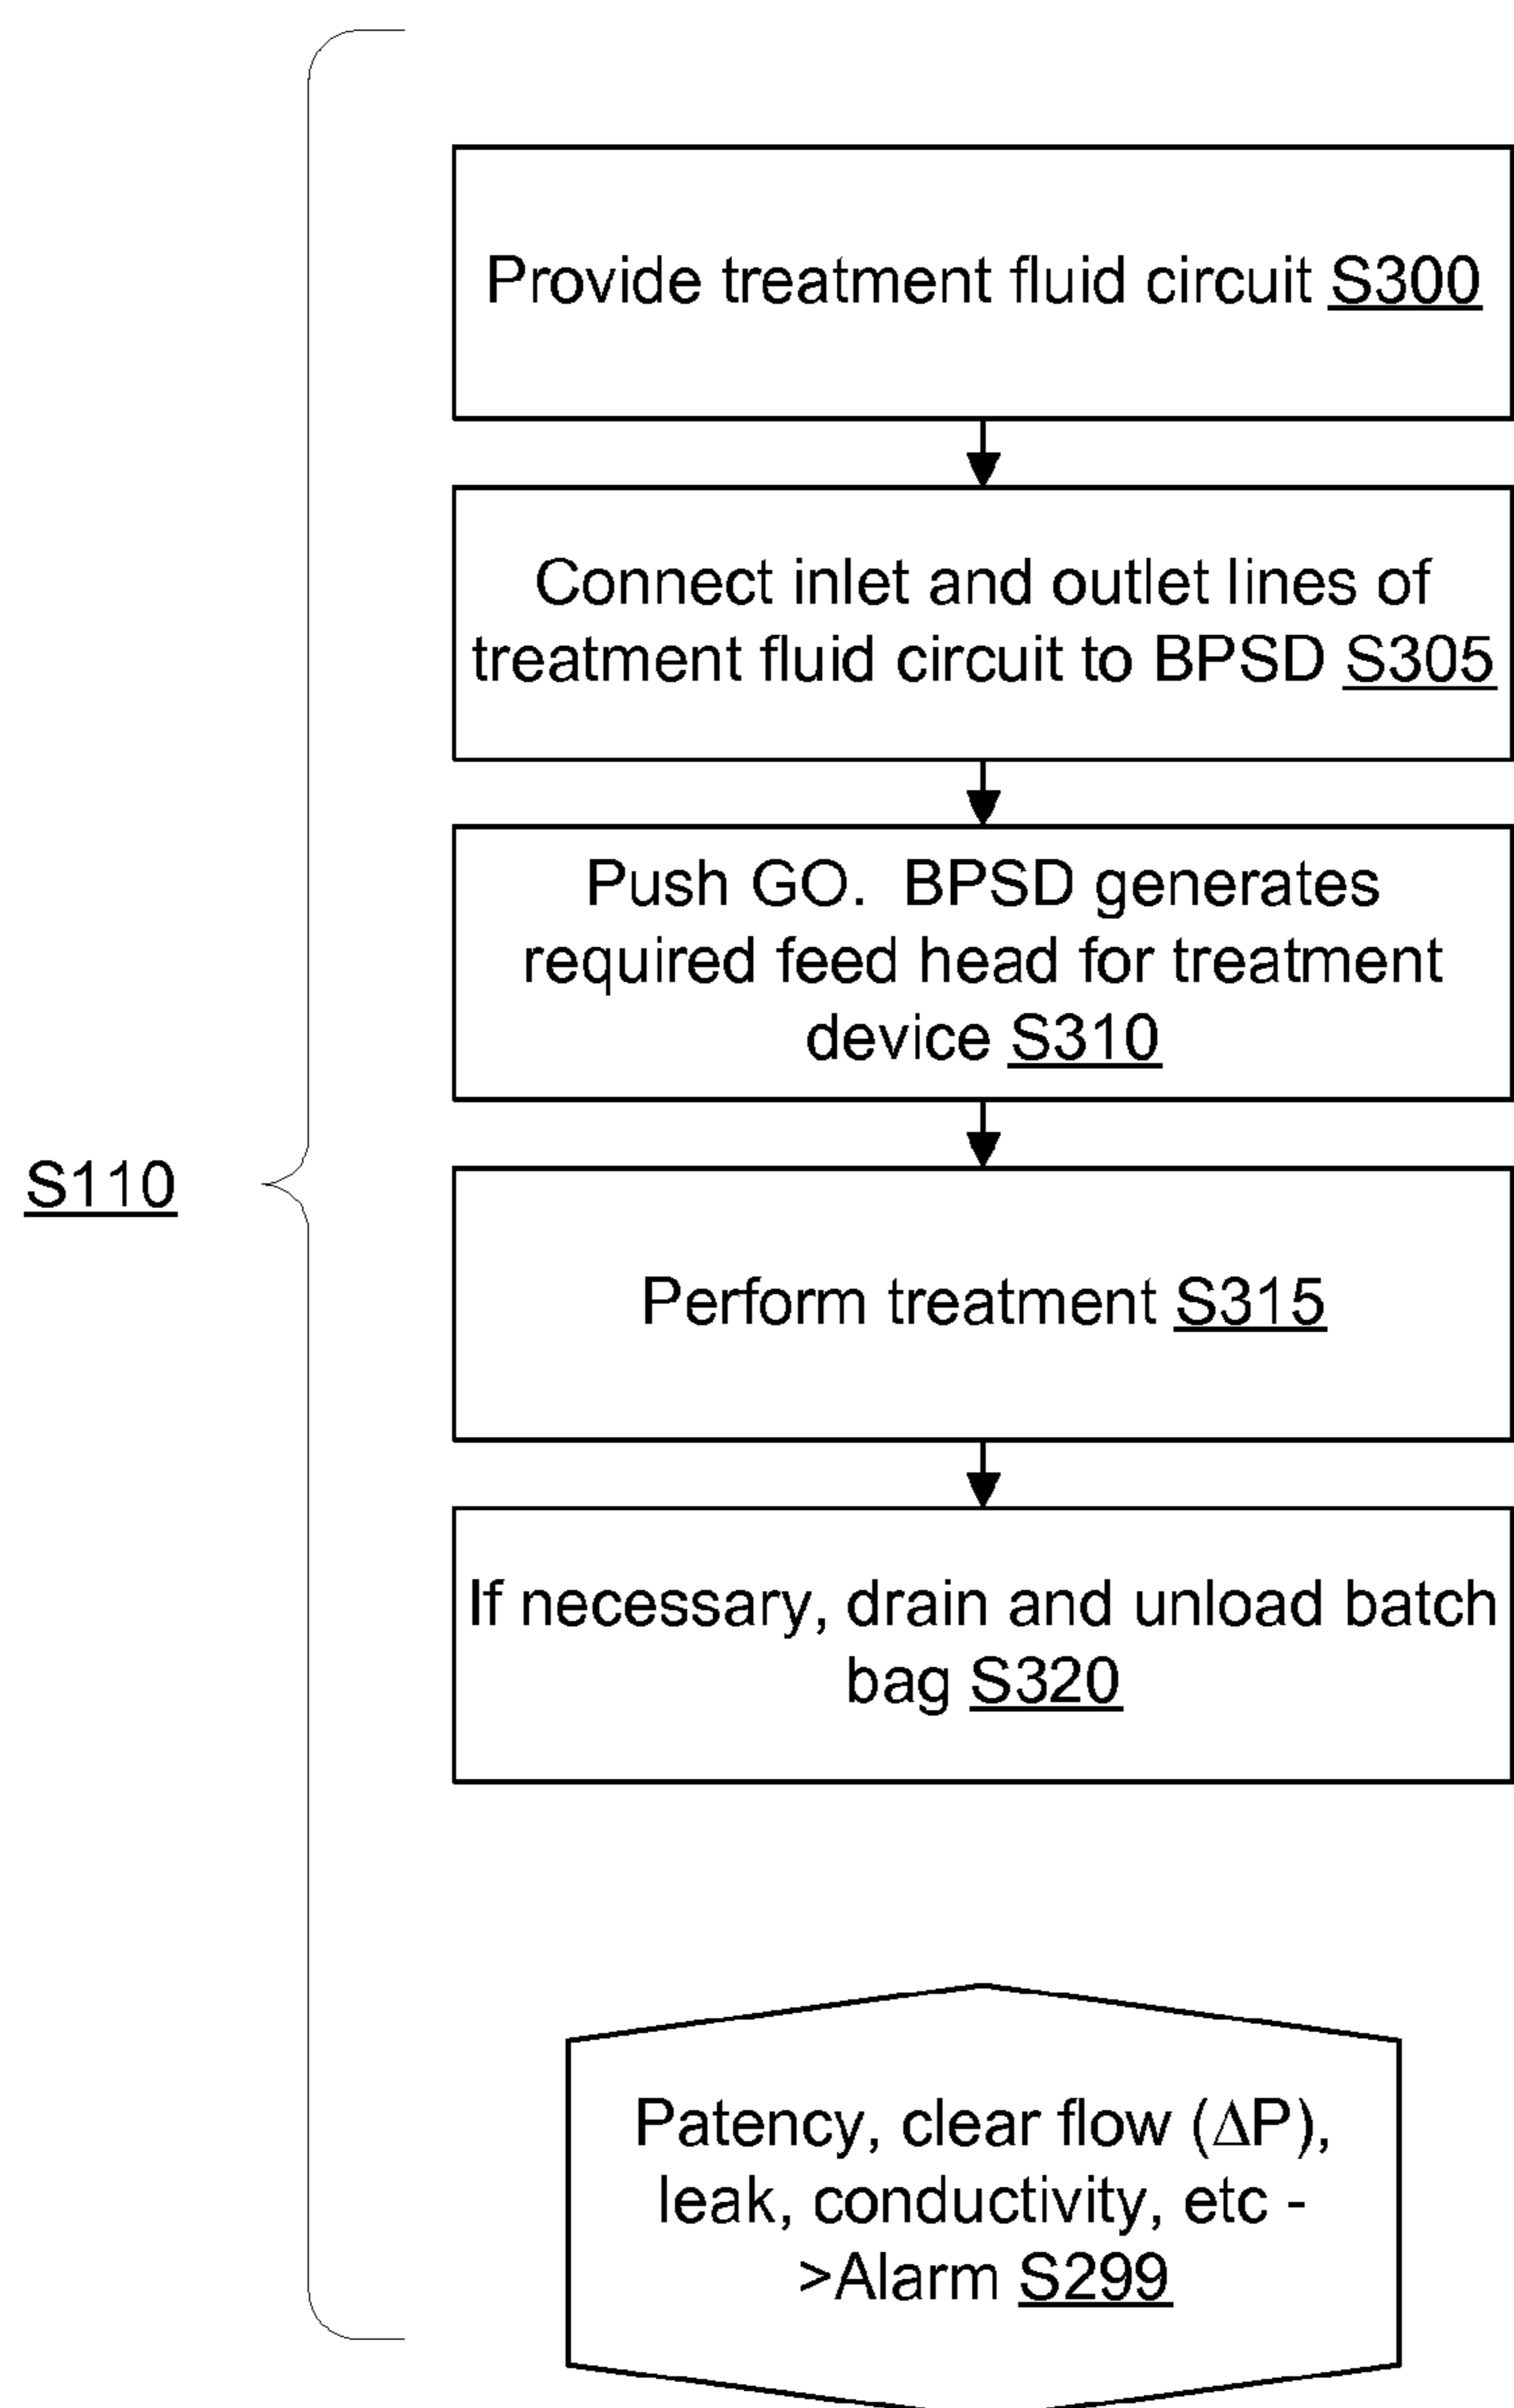 Provide treatment fluid circuit S300
Connect inlet and outlet lines of
treatment fluid circuit to BPSD S305
Push GO.  BPSD generates
required feed head for treatment
device S310
S110
Perform treatment S315
If necessary, drain and unload batch
bag S320
Patency, clear flow (ΔP),
leak, conductivity, etc -
>Alarm S299